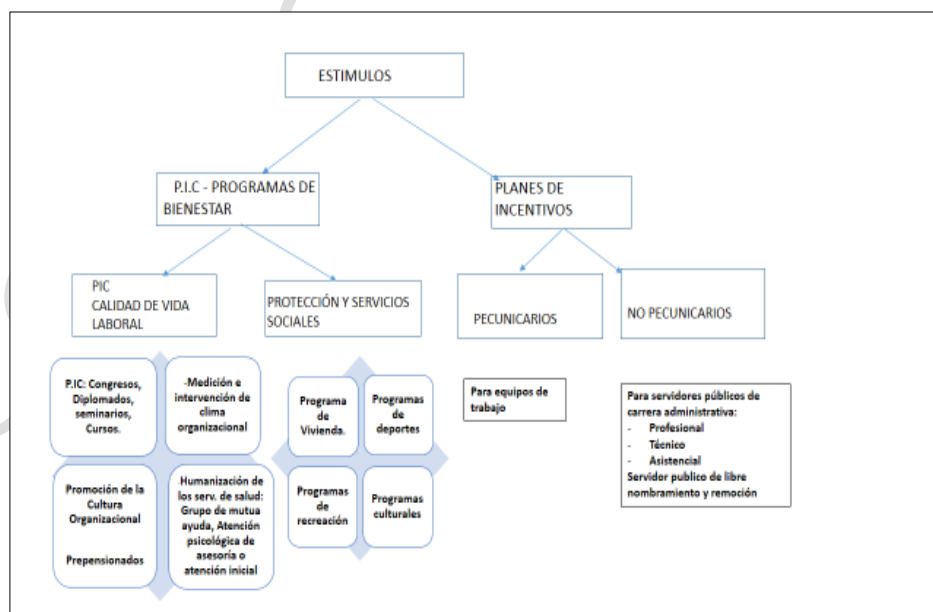 ESTIMULOS
P.I.C - PROGRAMAS DE
BIENESTAR
PLANES DE
INCENTIVOS
PIC
CALIDAD DE VIDA
LABORAL
PROTECCIÓN Y SERVICIOS
SOCIALES
PECUNICARIOS
NO PECUNICARIOS
P.IC: Congresos,
Diplomados,
seminarios,
Cursos.
-Medición e
intervención de
clima
organizacional
Promoción de la
Cultura
Organizacional
Prepensionados
Humanización de
los serv. de salud:
Grupo de mutua
ayuda, Atención
psicológica de
asesoría o
atención inicial
Programa
de
Vivienda.
Programas
de
deportes
Programas
de
recreación
Programas
culturales
Para equipos de
trabajo
Para servidores públicos de
carrera administrativa:
- Profesional
- Técnico
- Asistencial
Servidor publico de libre
nombramiento y remoción